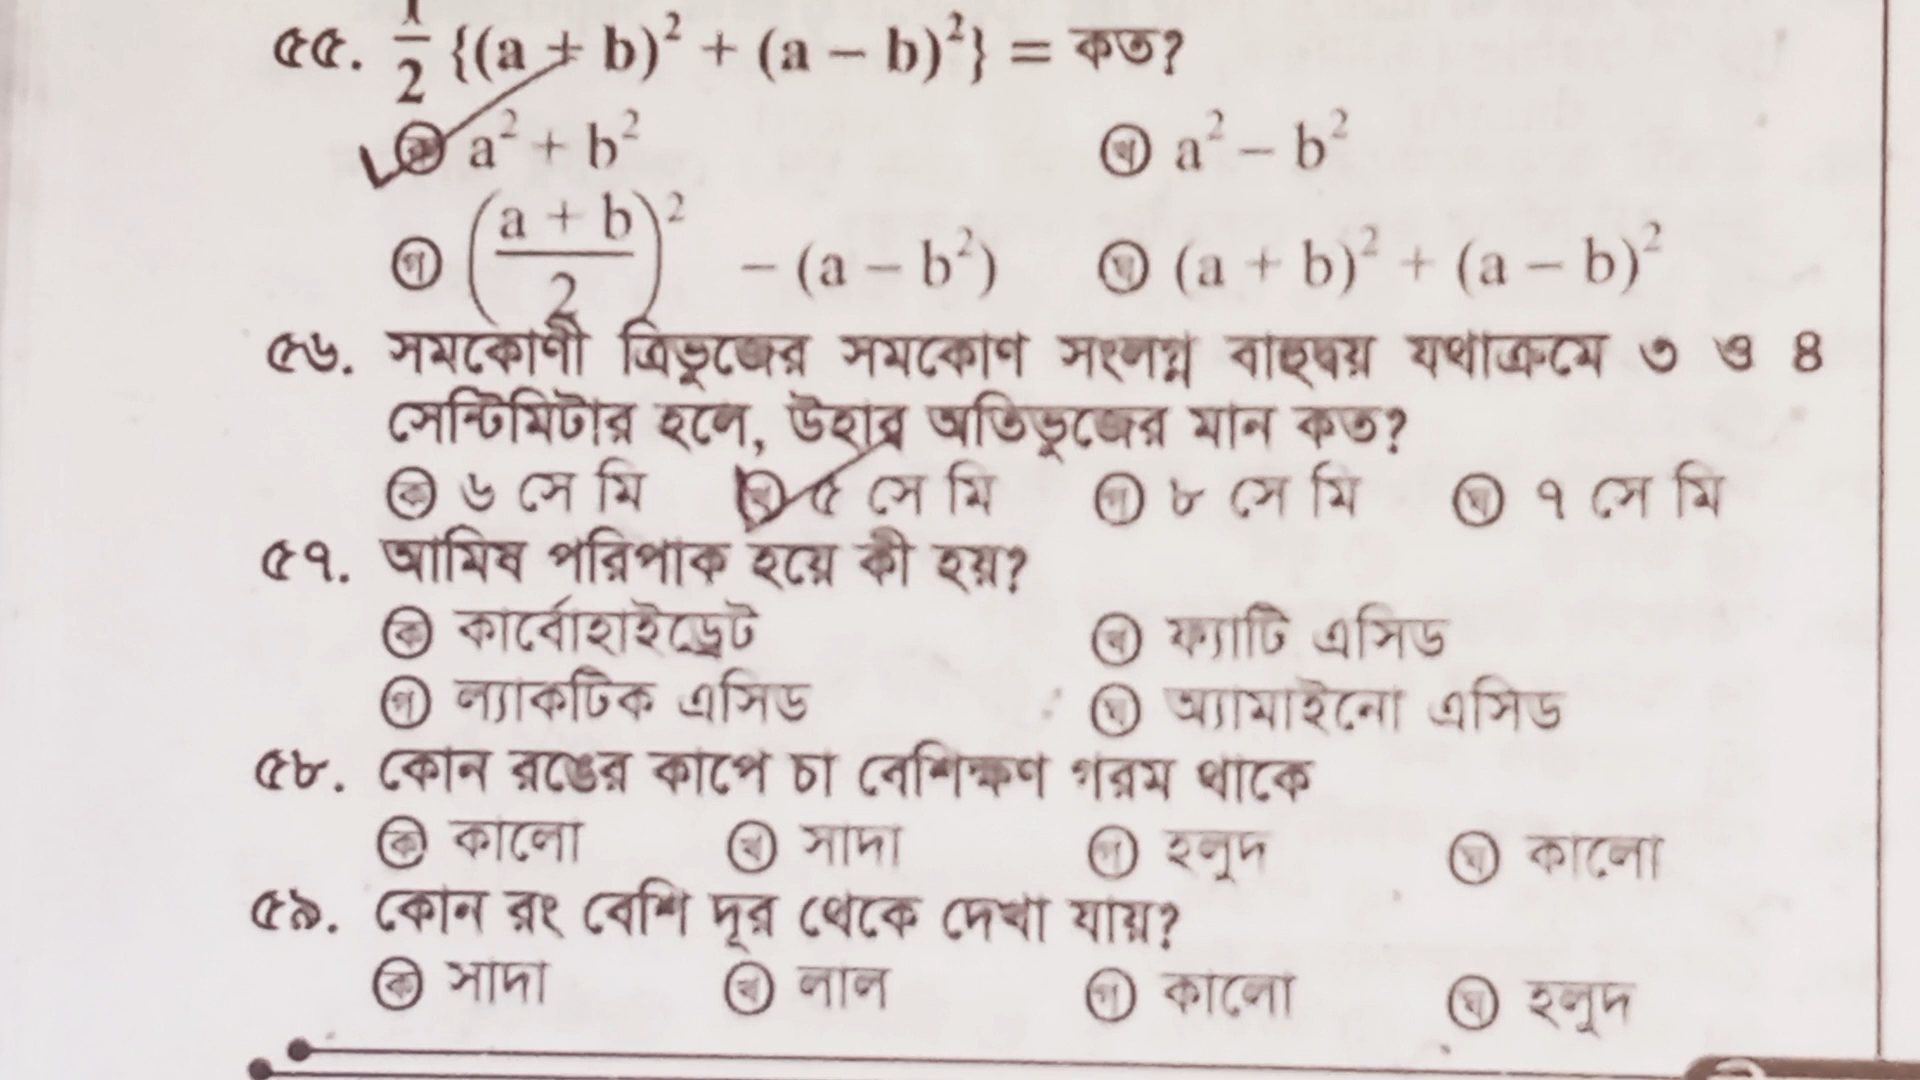 ৫৫. 1/2 {(a + b)² + (a − b)²} = কত?
ক a² + b² খ a² − b²
গ ((a + b)/2)² − (a − b²) ঘ (a + b)² + (a − b)²
৫৬. সমকোণী ত্রিভুজের সমকোণ সংলগ্ন বাহুদ্বয় যথাক্রমে ৩ ও 8
সেন্টিমিটার হলে, উহার অতিভুজের মান কত?
ক ৬ সে মি খ ৫ সে মি গ ৮ সে মি ঘ ৭ সে মি
৫৭. আমিষ পরিপাক হয়ে কী হয়?
ক কার্বোহাইড্রেট খ ফ্যাটি এসিড
গ ল্যাকটিক এসিড ঘ অ্যামাইনো এসিড
৫৮. কোন রঙের কাপে চা বেশিক্ষণ গরম থাকে
ক কালো খ সাদা গ হলুদ ঘ কালো
৫৯. কোন রং বেশি দূর থেকে দেখা যায়?
ক সাদা খ লাল গ কালো ঘ হলুদ